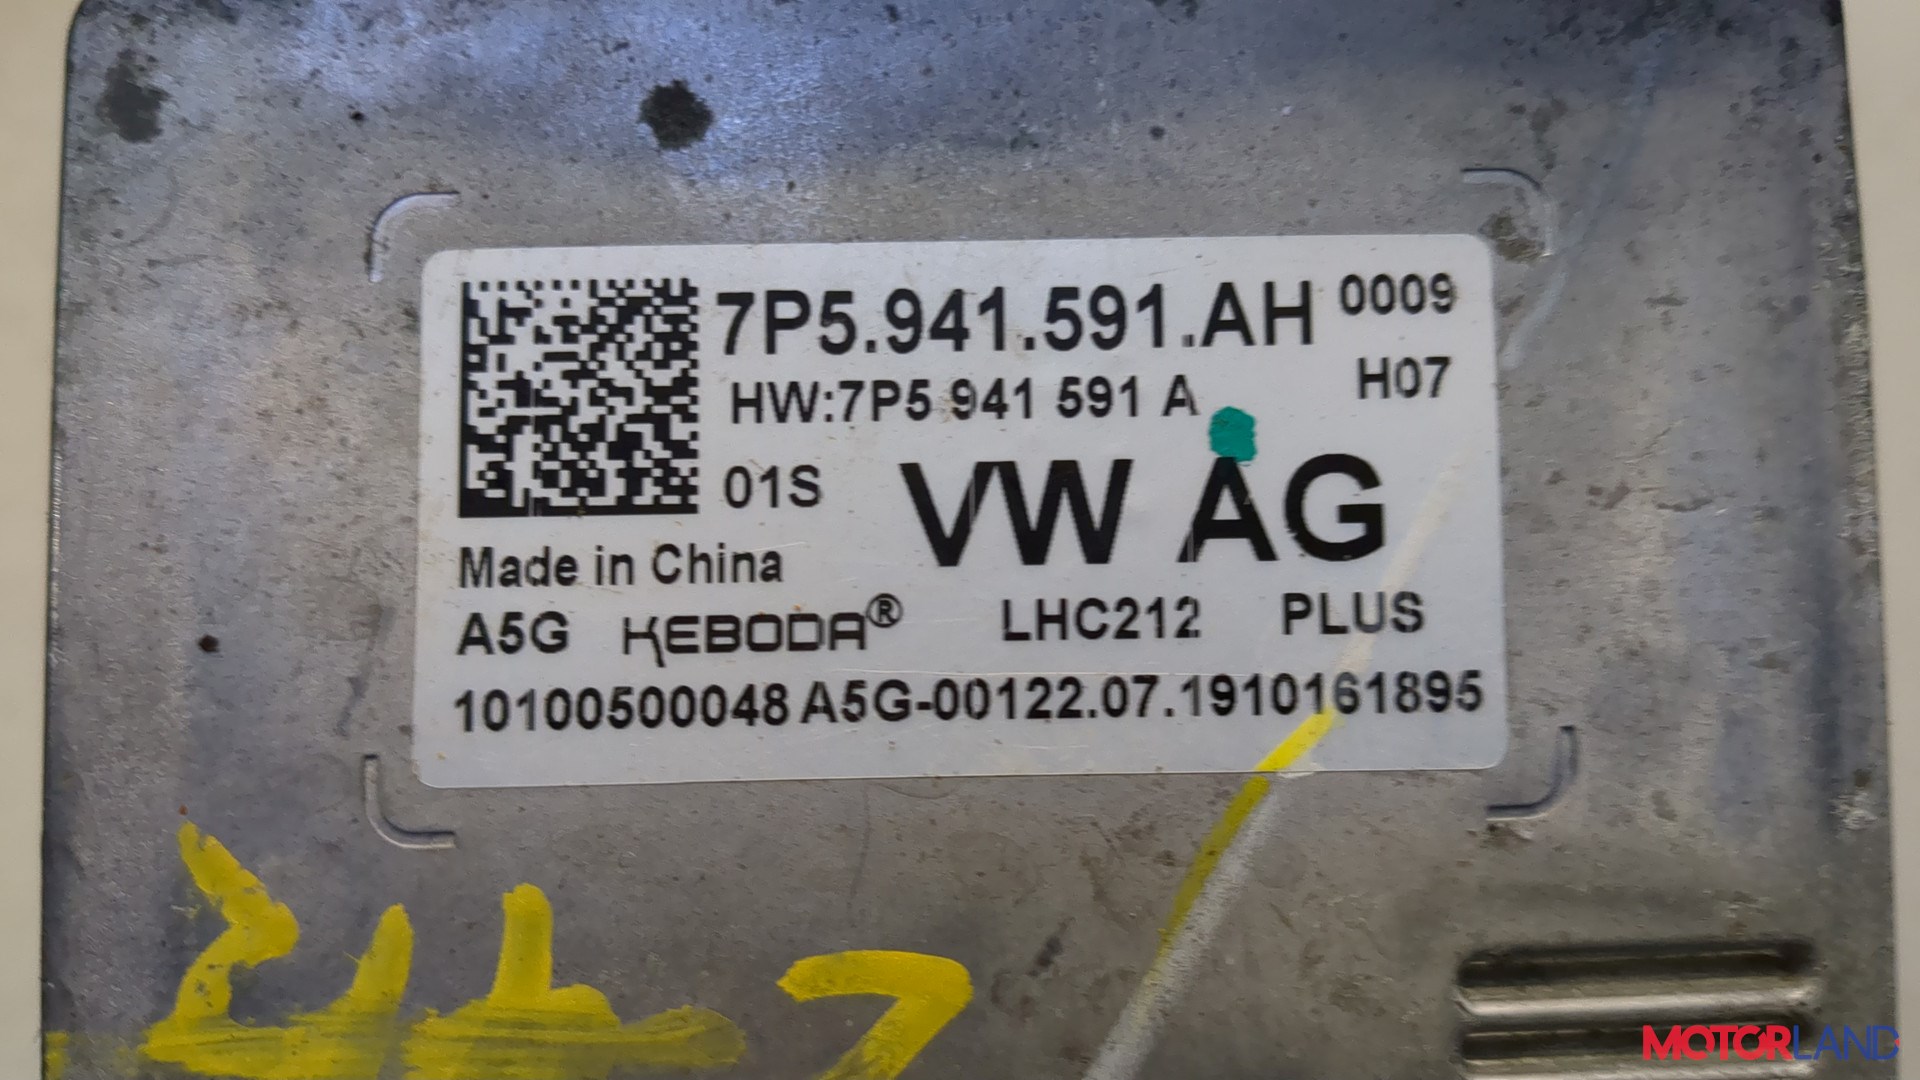 7P5.941.591.AH 0009
HW:7P5 941 591 A H07
01S VW AG
Made in China
A5G KEBODA® LHC212 PLUS
10100500048 A5G-00122.07.1910161895
MOTORLAND